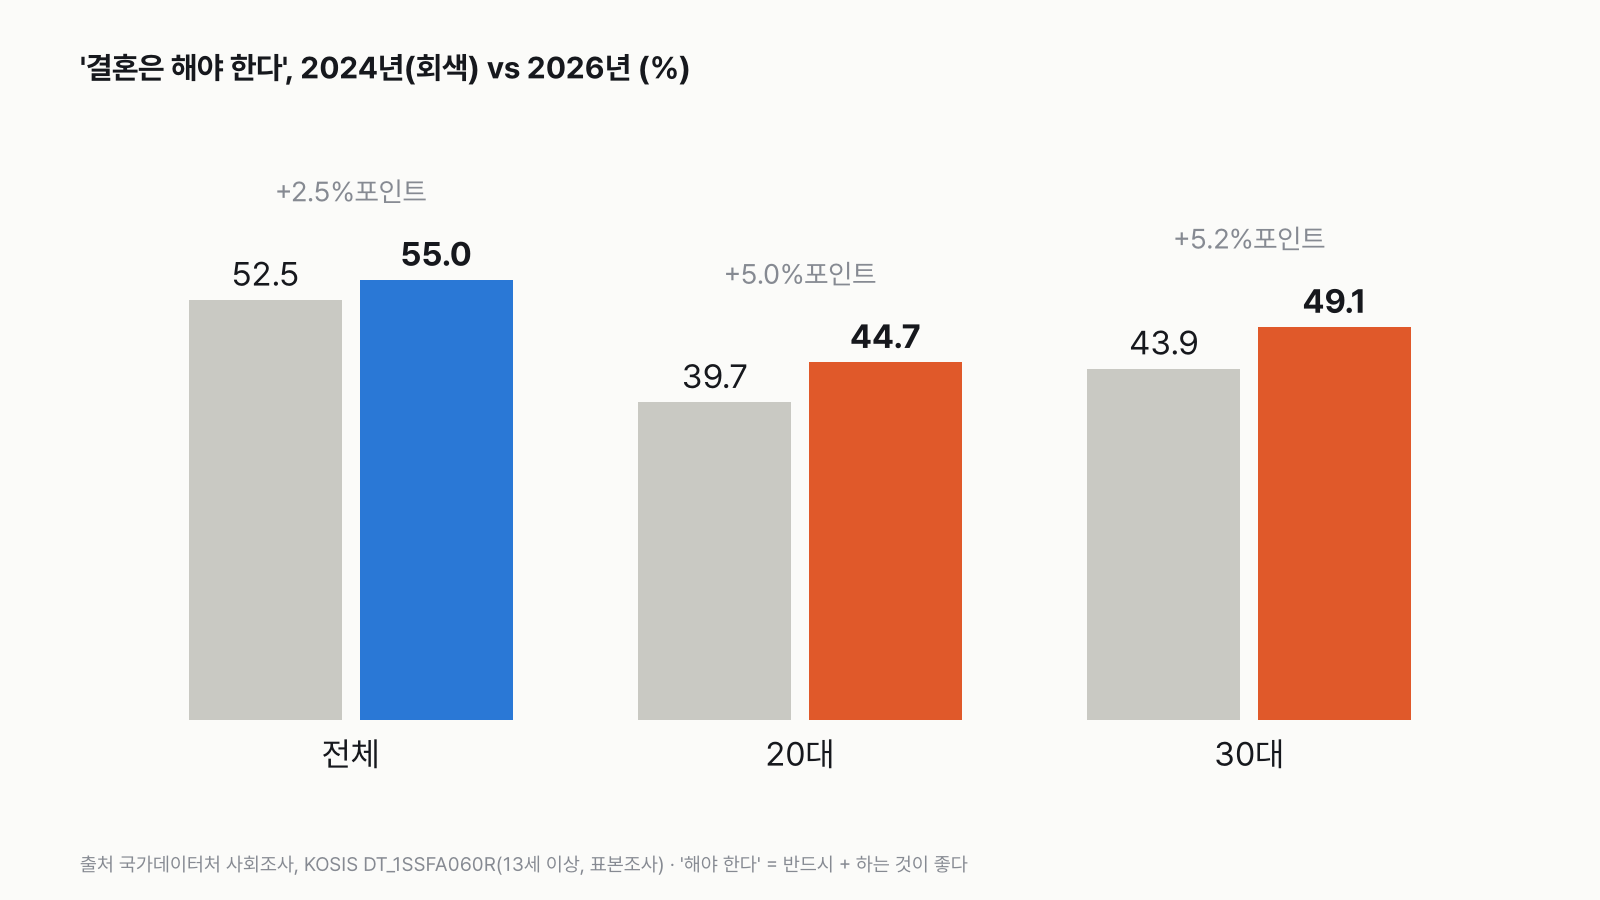 '결혼은 해야 한다', 2024년(회색) vs 2026년 (%)
+2.5%포인트
52.5
55.0
+5.0%포인트
39.7
44.7
+5.2%포인트
43.9
49.1
전체
20대
30대
출처 국가데이터처 사회조사, KOSIS DT_1SSFA060R(13세 이상, 표본조사) · '해야 한다' = 반드시 + 하는 것이 좋다